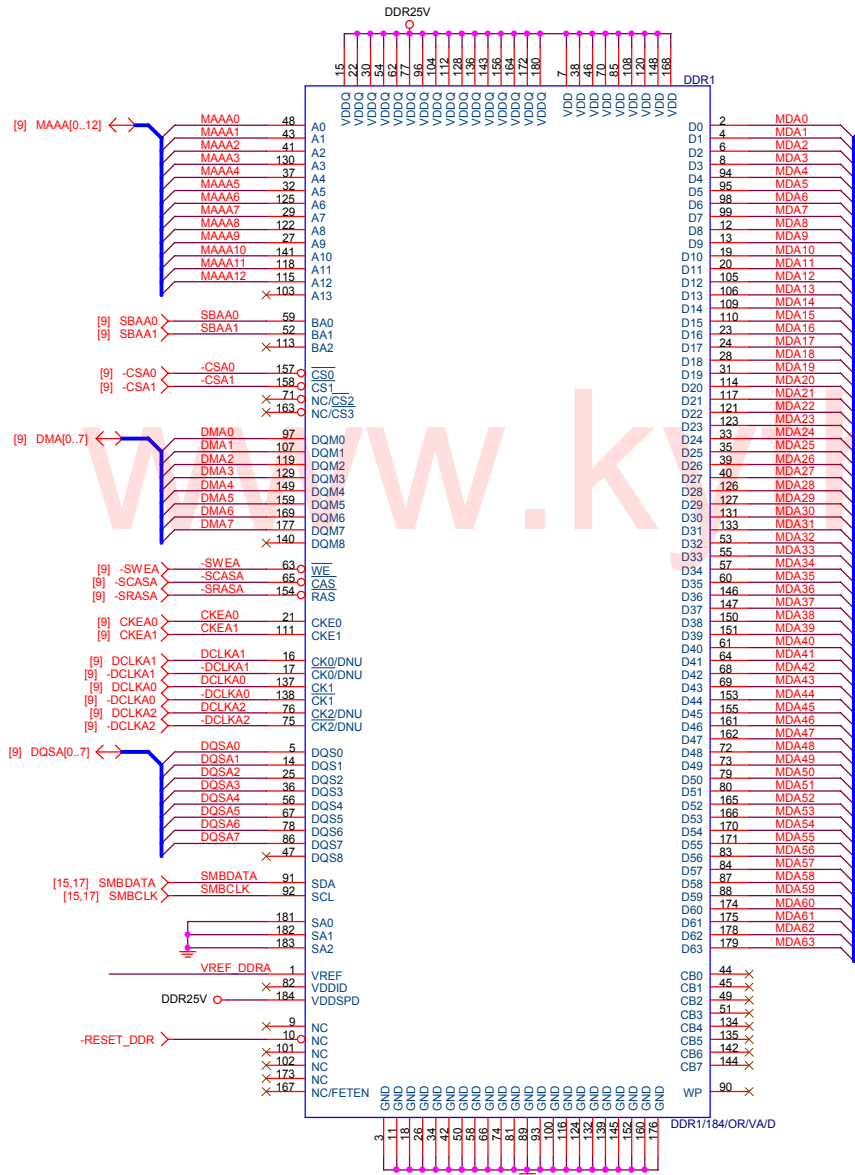 DDR25V
15 22 30 54 62 77 96 104 112 128 136 143 156 164 172 180 7 38 46 70 85 108 120 148 168
VDDQ VDDQ VDDQ VDDQ VDDQ VDDQ VDDQ VDDQ VDDQ VDDQ VDDQ VDDQ VDDQ VDDQ VDDQ VDDQ VDD VDD VDD VDD VDD VDD VDD VDD VDD
DDR1
[9] MAAA[0..12]
MAAA0 48 A0
MAAA1 43 A1
MAAA2 41 A2
MAAA3 130 A3
MAAA4 37 A4
MAAA5 32 A5
MAAA6 125 A6
MAAA7 29 A7
MAAA8 122 A8
MAAA9 27 A9
MAAA10 141 A10
MAAA11 118 A11
MAAA12 115 A12
103 A13
[9] SBAA0 SBAA0 59 BA0
[9] SBAA1 SBAA1 52 BA1
113 BA2
[9] -CSA0 -CSA0 157 CS0
[9] -CSA1 -CSA1 158 CS1
71 NC/CS2
163 NC/CS3
[9] DMA[0..7]
DMA0 97 DQM0
DMA1 107 DQM1
DMA2 119 DQM2
DMA3 129 DQM3
DMA4 149 DQM4
DMA5 159 DQM5
DMA6 169 DQM6
DMA7 177 DQM7
140 DQM8
[9] -SWEA -SWEA 63 WE
[9] -SCASA -SCASA 65 CAS
[9] -SRASA -SRASA 154 RAS
[9] CKEA0 CKEA0 21 CKE0
[9] CKEA1 CKEA1 111 CKE1
[9] DCLKA1 DCLKA1 16 CK0/DNU
[9] -DCLKA1 -DCLKA1 17 CK0/DNU
[9] DCLKA0 DCLKA0 137 CK1
[9] -DCLKA0 -DCLKA0 138 CK1
[9] DCLKA2 DCLKA2 76 CK2/DNU
[9] -DCLKA2 -DCLKA2 75 CK2/DNU
[9] DQSA[0..7]
DQSA0 5 DQS0
DQSA1 14 DQS1
DQSA2 25 DQS2
DQSA3 36 DQS3
DQSA4 56 DQS4
DQSA5 67 DQS5
DQSA6 78 DQS6
DQSA7 86 DQS7
47 DQS8
[15,17] SMBDATA SMBDATA 91 SDA
[15,17] SMBCLK SMBCLK 92 SCL
181 SA0
182 SA1
183 SA2
VREF_DDRA 1 VREF
82 VDDID
DDR25V 184 VDDSPD
9 NC
-RESET_DDR 10 NC
101 NC
102 NC
173 NC
167 NC/FETEN
D0 2 MDA0
D1 4 MDA1
D2 6 MDA2
D3 8 MDA3
D4 94 MDA4
D5 95 MDA5
D6 98 MDA6
D7 99 MDA7
D8 12 MDA8
D9 13 MDA9
D10 19 MDA10
D11 20 MDA11
D12 105 MDA12
D13 106 MDA13
D14 109 MDA14
D15 110 MDA15
D16 23 MDA16
D17 24 MDA17
D18 28 MDA18
D19 31 MDA19
D20 114 MDA20
D21 117 MDA21
D22 121 MDA22
D23 123 MDA23
D24 33 MDA24
D25 35 MDA25
D26 39 MDA26
D27 40 MDA27
D28 126 MDA28
D29 127 MDA29
D30 131 MDA30
D31 133 MDA31
D32 53 MDA32
D33 55 MDA33
D34 57 MDA34
D35 60 MDA35
D36 146 MDA36
D37 147 MDA37
D38 150 MDA38
D39 151 MDA39
D40 61 MDA40
D41 64 MDA41
D42 68 MDA42
D43 69 MDA43
D44 153 MDA44
D45 155 MDA45
D46 161 MDA46
D47 162 MDA47
D48 72 MDA48
D49 73 MDA49
D50 79 MDA50
D51 80 MDA51
D52 165 MDA52
D53 166 MDA53
D54 170 MDA54
D55 171 MDA55
D56 83 MDA56
D57 84 MDA57
D58 87 MDA58
D59 88 MDA59
D60 174 MDA60
D61 175 MDA61
D62 178 MDA62
D63 179 MDA63
CB0 44
CB1 45
CB2 49
CB3 51
CB4 134
CB5 135
CB6 142
CB7 144
WP 90
GND GND GND GND GND GND GND GND GND GND GND GND GND GND GND GND GND GND GND GND GND GND
3 11 18 26 34 42 50 58 66 74 81 89 93 100 116 124 132 139 145 152 160 176
DDR1/184/OR/VA/D